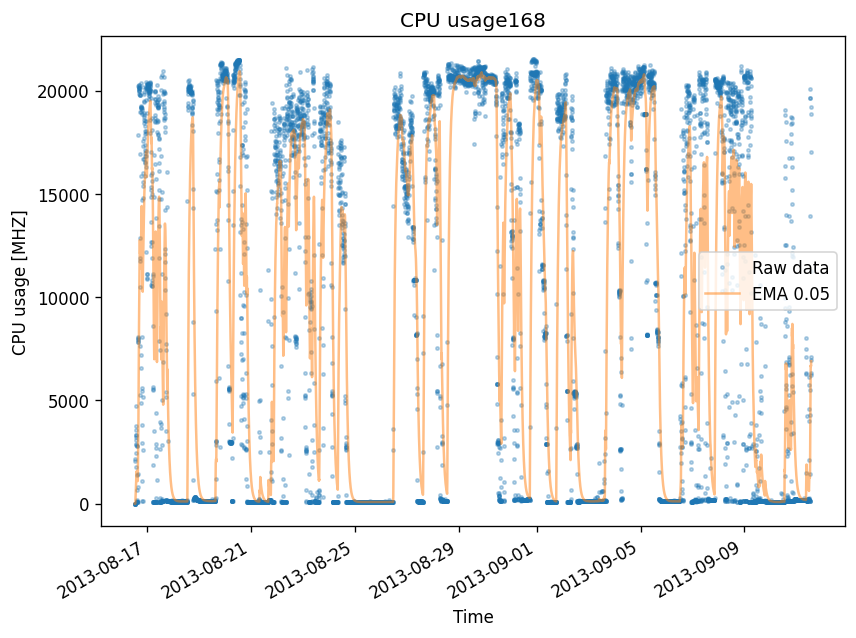 CPU usage168
CPU usage [MHZ]
20000
15000
10000
5000
0
Raw data
EMA 0.05
2013-08-17
2013-08-21
2013-08-25
2013-08-29
2013-09-01
2013-09-05
2013-09-09
Time